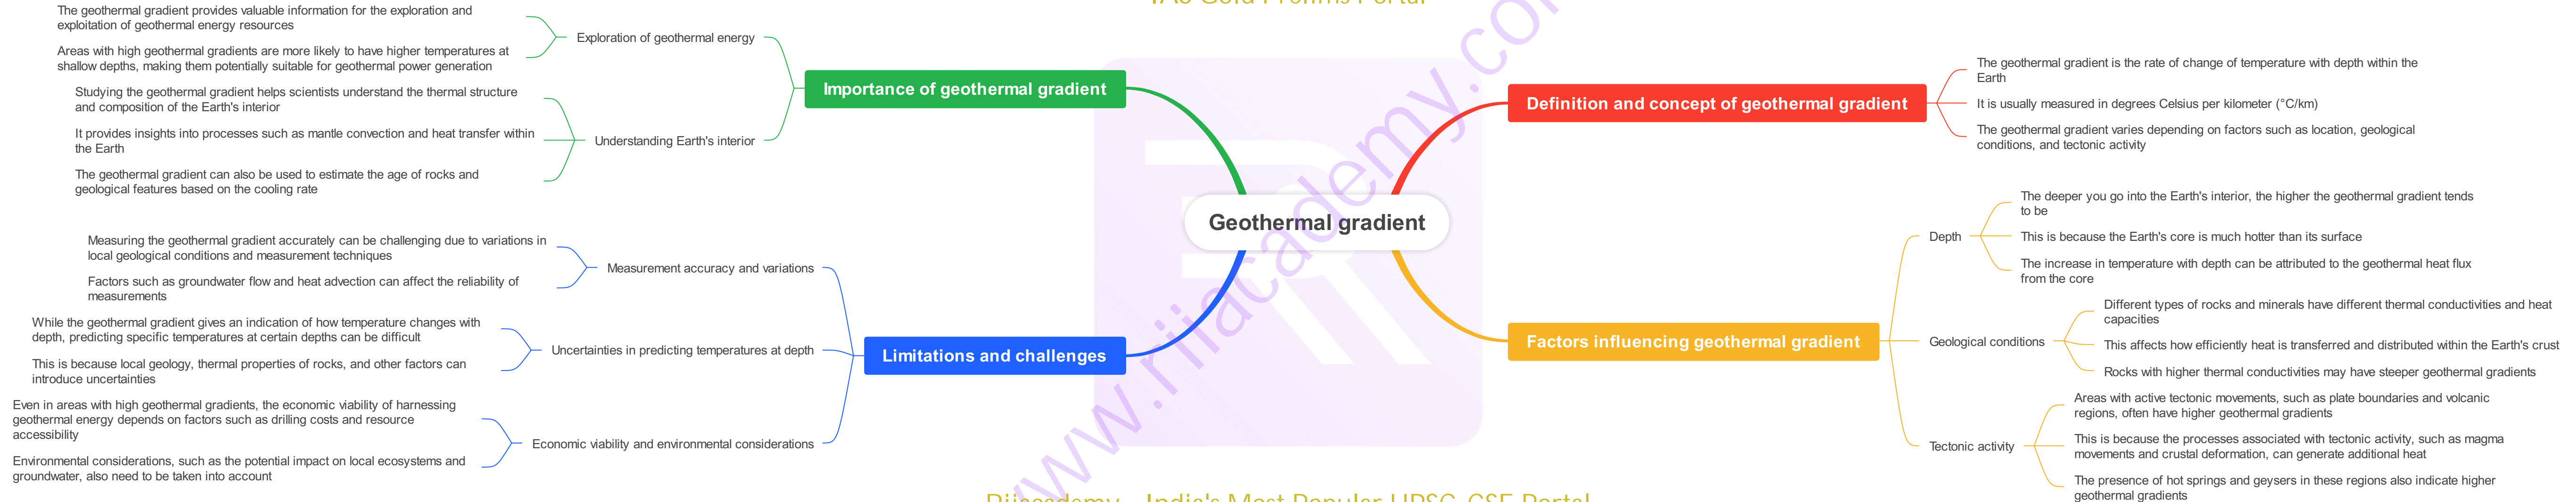 IAS Gold Prelims Portal
Geothermal gradient
Definition and concept of geothermal gradient
The geothermal gradient is the rate of change of temperature with depth within the
Earth
It is usually measured in degrees Celsius per kilometer (°C/km)
The geothermal gradient varies depending on factors such as location, geological
conditions, and tectonic activity
Factors influencing geothermal gradient
Depth
The deeper you go into the Earth's interior, the higher the geothermal gradient tends
to be
This is because the Earth's core is much hotter than its surface
The increase in temperature with depth can be attributed to the geothermal heat flux
from the core
Geological conditions
Different types of rocks and minerals have different thermal conductivities and heat
capacities
This affects how efficiently heat is transferred and distributed within the Earth's crust
Rocks with higher thermal conductivities may have steeper geothermal gradients
Tectonic activity
Areas with active tectonic movements, such as plate boundaries and volcanic
regions, often have higher geothermal gradients
This is because the processes associated with tectonic activity, such as magma
movements and crustal deformation, can generate additional heat
The presence of hot springs and geysers in these regions also indicate higher
geothermal gradients
Importance of geothermal gradient
Exploration of geothermal energy
The geothermal gradient provides valuable information for the exploration and
exploitation of geothermal energy resources
Areas with high geothermal gradients are more likely to have higher temperatures at
shallow depths, making them potentially suitable for geothermal power generation
Understanding Earth's interior
Studying the geothermal gradient helps scientists understand the thermal structure
and composition of the Earth's interior
It provides insights into processes such as mantle convection and heat transfer within
the Earth
The geothermal gradient can also be used to estimate the age of rocks and
geological features based on the cooling rate
Limitations and challenges
Measurement accuracy and variations
Measuring the geothermal gradient accurately can be challenging due to variations in
local geological conditions and measurement techniques
Factors such as groundwater flow and heat advection can affect the reliability of
measurements
Uncertainties in predicting temperatures at depth
While the geothermal gradient gives an indication of how temperature changes with
depth, predicting specific temperatures at certain depths can be difficult
This is because local geology, thermal properties of rocks, and other factors can
introduce uncertainties
Economic viability and environmental considerations
Even in areas with high geothermal gradients, the economic viability of harnessing
geothermal energy depends on factors such as drilling costs and resource
accessibility
Environmental considerations, such as the potential impact on local ecosystems and
groundwater, also need to be taken into account
www.riiacademy.com
Riiacademy - India's Most Popular UPSC-CSE Portal